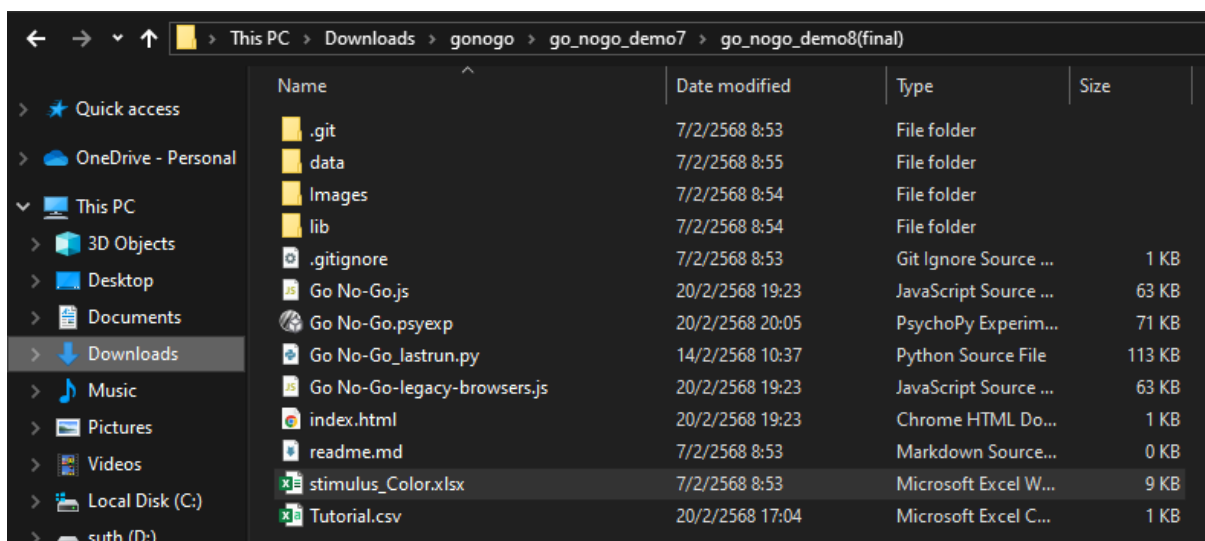 This PC > Downloads > gonogo > go_nogo_demo7 > go_nogo_demo8(final)
Name Date modified Type Size
Quick access
OneDrive - Personal
This PC
3D Objects
Desktop
Documents
Downloads
Music
Pictures
Videos
Local Disk (C:)
suth (D:)
.git 7/2/2568 8:53 File folder
data 7/2/2568 8:55 File folder
Images 7/2/2568 8:54 File folder
lib 7/2/2568 8:54 File folder
.gitignore 7/2/2568 8:53 Git Ignore Source ... 1 KB
Go No-Go.js 20/2/2568 19:23 JavaScript Source ... 63 KB
Go No-Go.psyexp 20/2/2568 20:05 PsychoPy Experim... 71 KB
Go No-Go_lastrun.py 14/2/2568 10:37 Python Source File 113 KB
Go No-Go-legacy-browsers.js 20/2/2568 19:23 JavaScript Source ... 63 KB
index.html 20/2/2568 19:23 Chrome HTML Do... 1 KB
readme.md 7/2/2568 8:53 Markdown Source... 0 KB
stimulus_Color.xlsx 7/2/2568 8:53 Microsoft Excel W... 9 KB
Tutorial.csv 20/2/2568 17:04 Microsoft Excel C... 1 KB